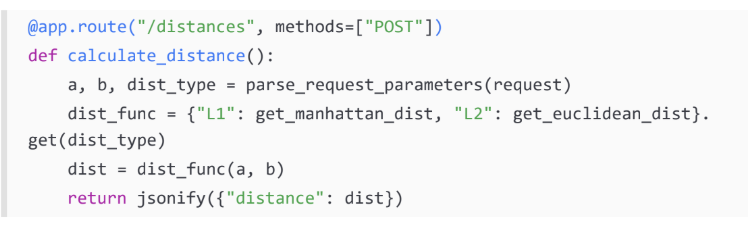 @app.route("/distances", methods=["POST"])
def calculate_distance():
    a, b, dist_type = parse_request_parameters(request)
    dist_func = {"L1": get_manhattan_dist, "L2": get_euclidean_dist}.
get(dist_type)
    dist = dist_func(a, b)
    return jsonify({"distance": dist})